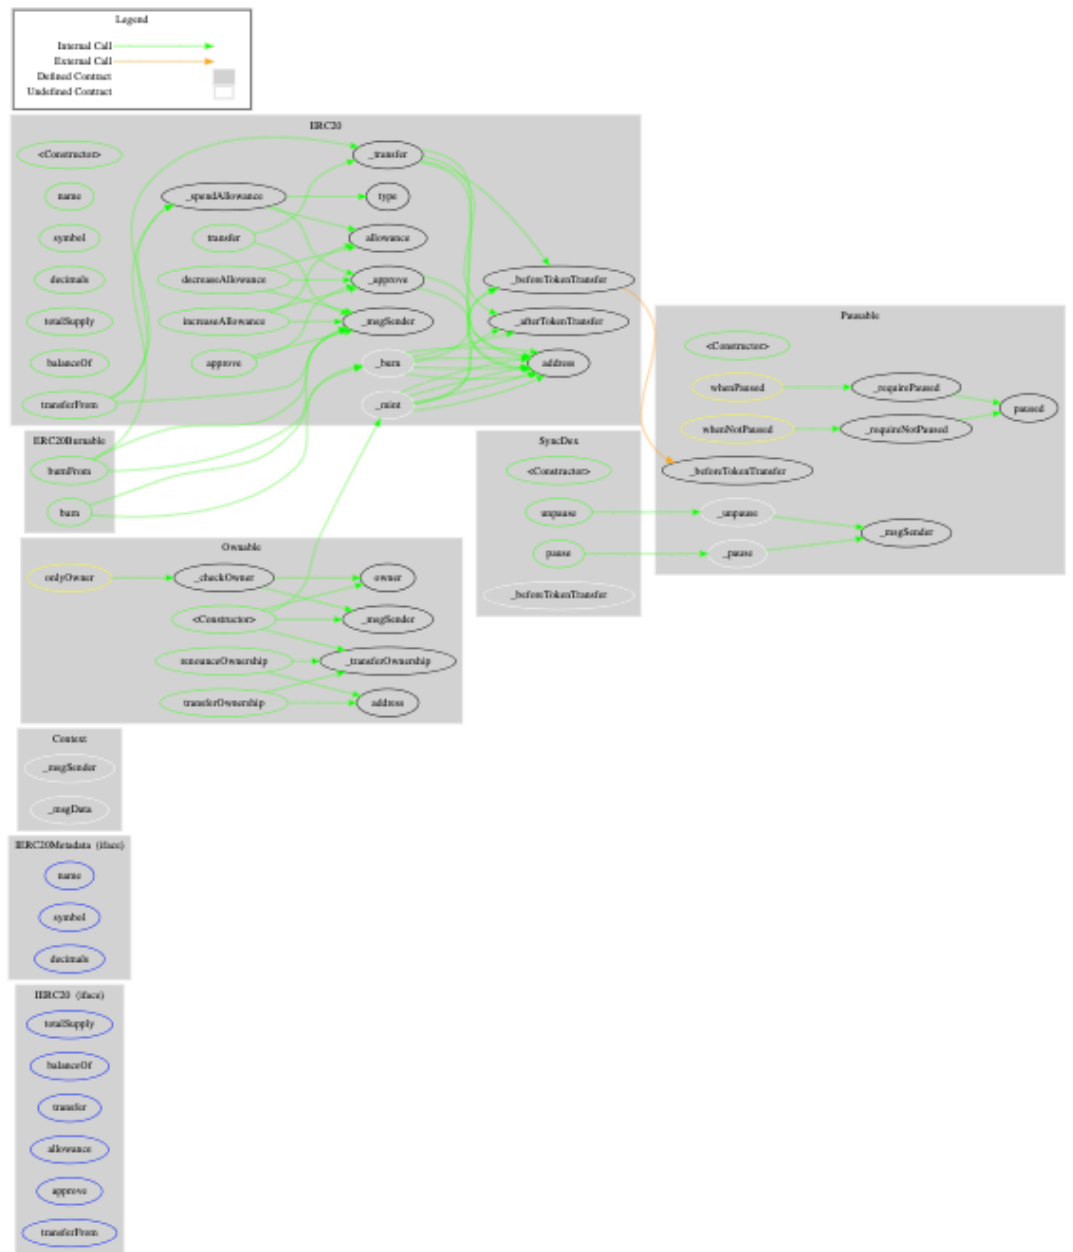 Legend
Internal Call
External Call
Defined Contract
Undefined Contract
ERC20
<Constructor>
name
symbol
decimals
totalSupply
balanceOf
transferFrom
_spendAllowance
transfer
decreaseAllowance
increaseAllowance
approve
_transfer
type
allowance
_approve
_msgSender
_burn
_mint
_beforeTokenTransfer
_afterTokenTransfer
address
Pausable
<Constructor>
whenPaused
whenNotPaused
_beforeTokenTransfer
_unpause
_pause
_requirePaused
_requireNotPaused
_msgSender
paused
ERC20Burnable
burnFrom
burn
SyncDex
<Constructor>
unpause
pause
_beforeTokenTransfer
Ownable
onlyOwner
_checkOwner
<Constructor>
renounceOwnership
transferOwnership
owner
_msgSender
_transferOwnership
address
Context
_msgSender
_msgData
IERC20Metadata (iface)
name
symbol
decimals
IERC20 (iface)
totalSupply
balanceOf
transfer
allowance
approve
transferFrom